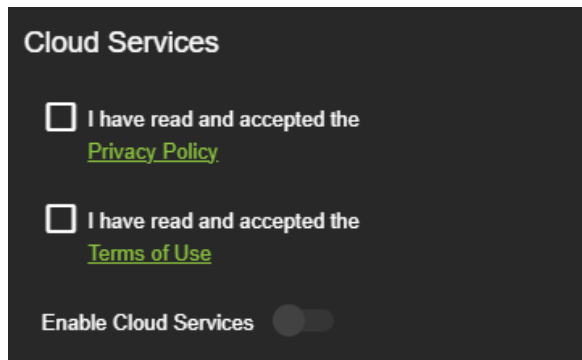 Cloud Services
I have read and accepted the
Privacy Policy
I have read and accepted the
Terms of Use
Enable Cloud Services